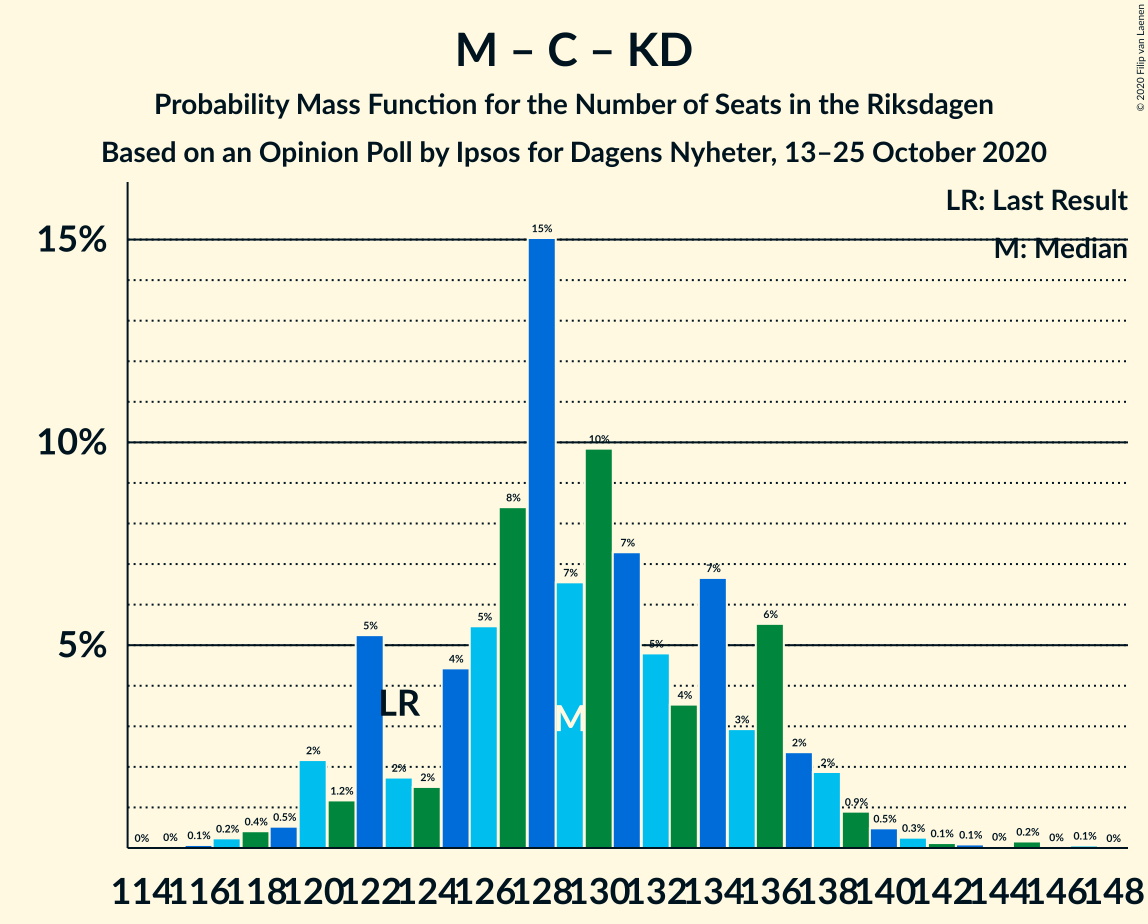 M – C – KD
Probability Mass Function for the Number of Seats in the Riksdagen
Based on an Opinion Poll by Ipsos for Dagens Nyheter, 13–25 October 2020
© 2020 Filip van Laenen
LR: Last Result
M: Median
15%
10%
5%
0% 0% 0.1% 0.2% 0.4% 0.5% 2% 1.2% 5% 2% 2% 4% 5% 8% 15% 7% 10% 7% 5% 4% 7% 3% 6% 2% 2% 0.9% 0.5% 0.3% 0.1% 0.1% 0% 0.2% 0% 0.1% 0%
LR
M
114 116 118 120 122 124 126 128 130 132 134 136 138 140 142 144 146 148